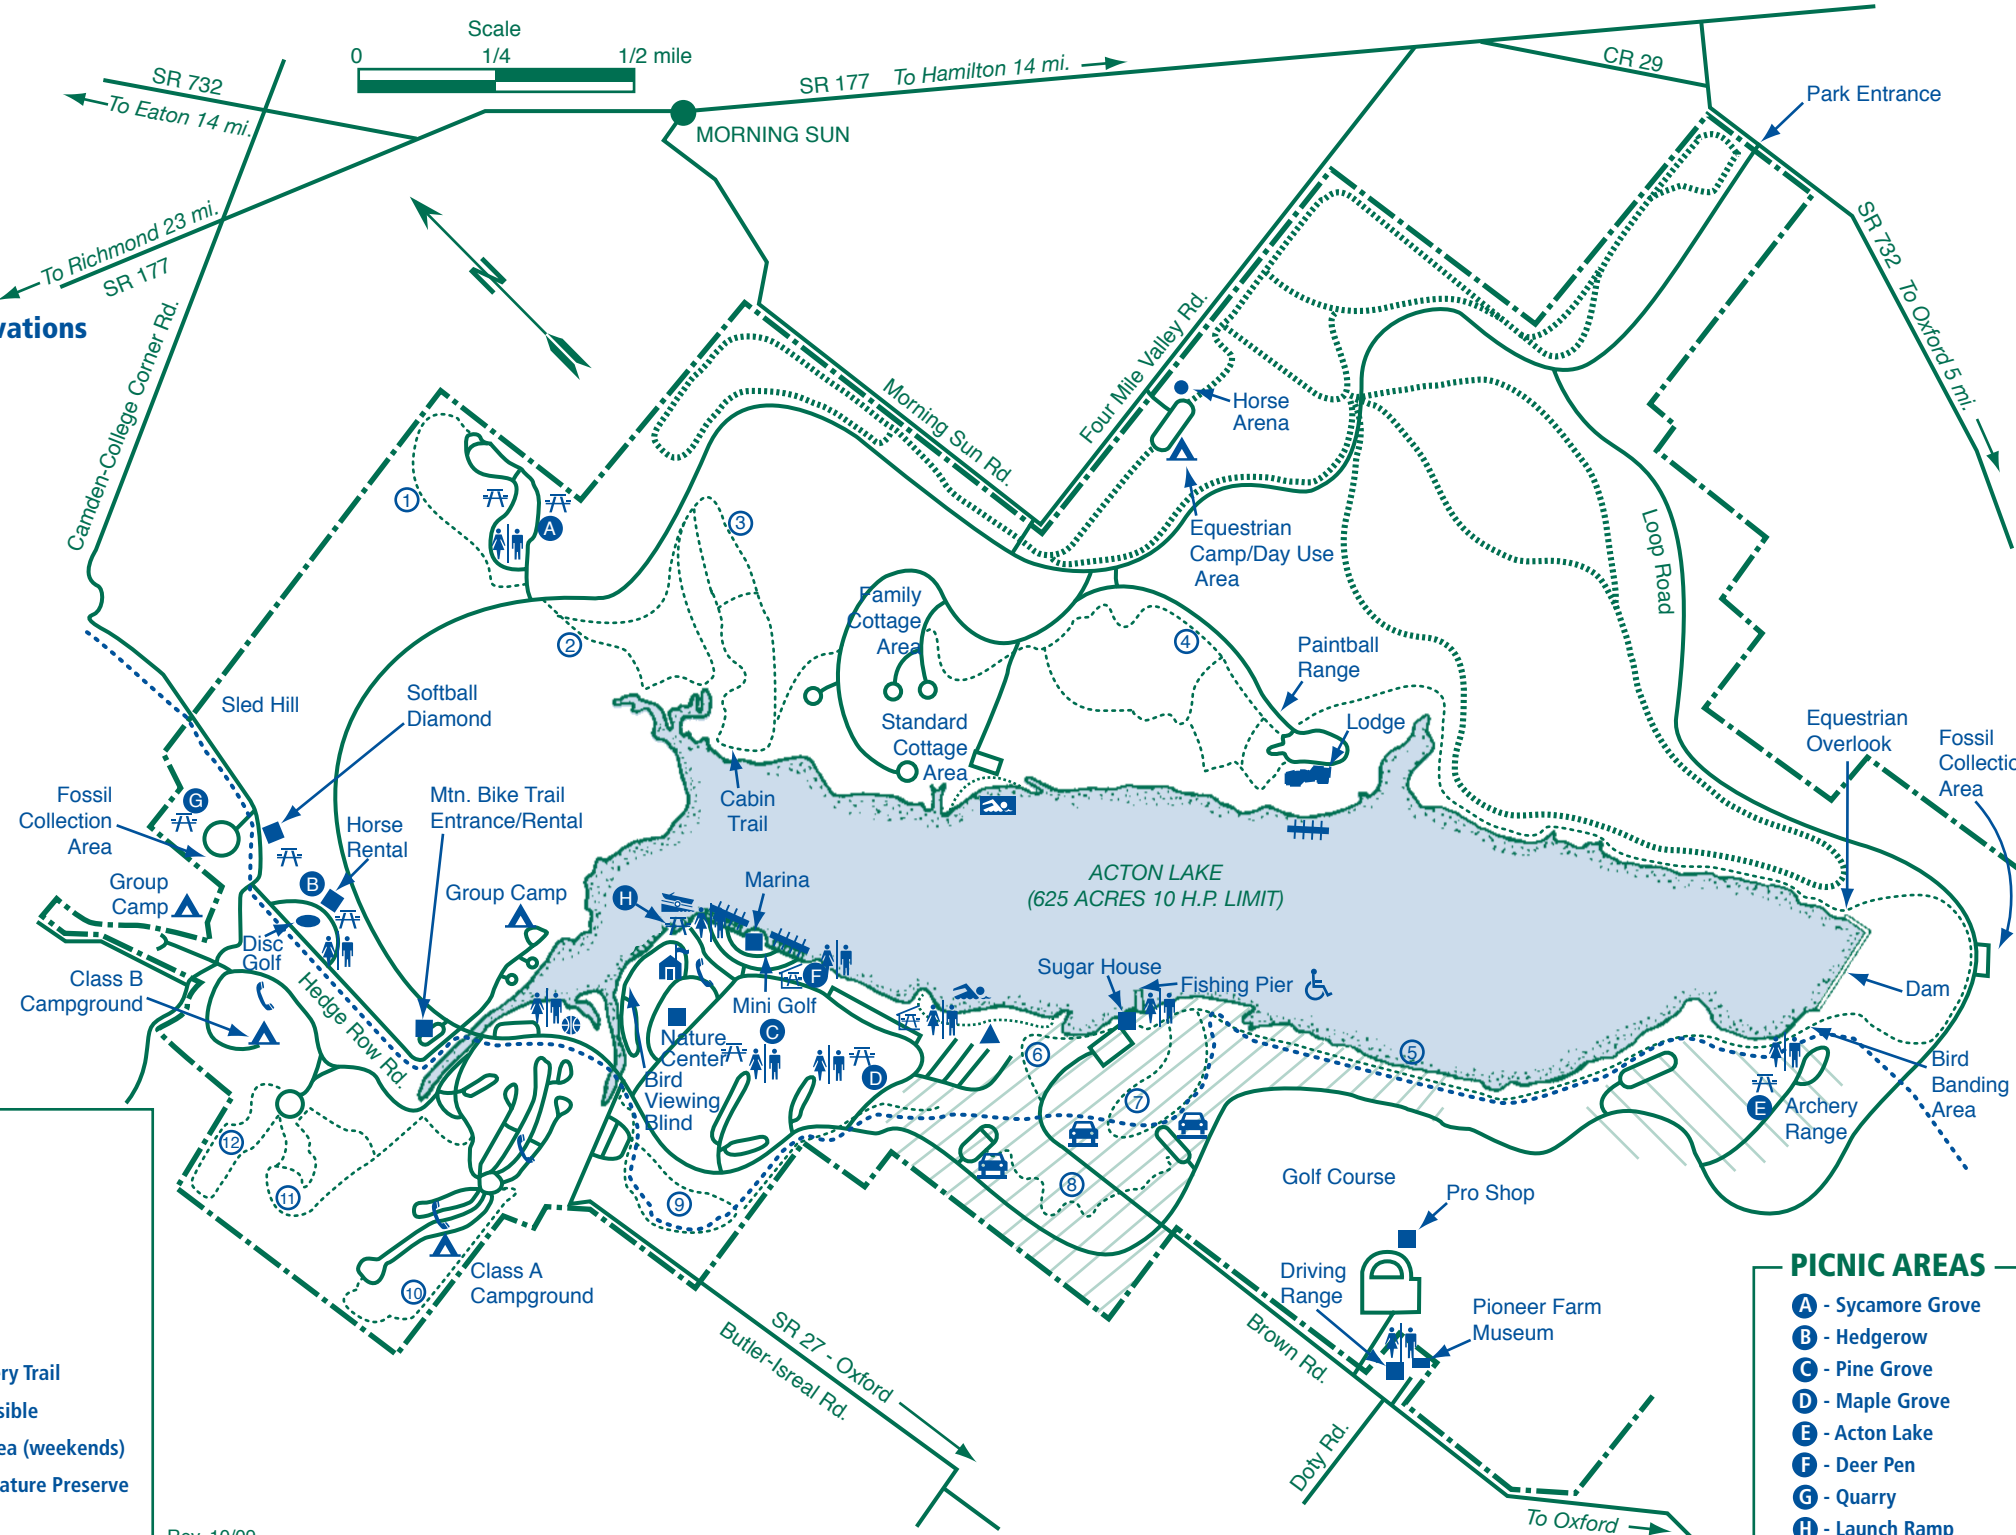 Scale
0 1/4 1/2 mile
SR 732
To Eaton 14 mi.
SR 177 To Hamilton 14 mi.
CR 29
Park Entrance
MORNING SUN
To Richmond 23 mi.
SR 177
SR 732 To Oxford 5 mi.
N
vations
Camden-College Corner Rd.
Morning Sun Rd.
Four Mile Valley Rd.
Horse
Arena
Equestrian
Camp/Day Use
Area
Loop Road
1
A
3
2
Family
Cottage
Area
4
Paintball
Range
Sled Hill
Softball
Diamond
Standard
Cottage
Area
Lodge
Equestrian
Overlook
Fossil
Collectio
Area
Fossil
Collection
Area
G
Mtn. Bike Trail
Entrance/Rental
Horse
Rental
Cabin
Trail
B
Group
Camp
Group Camp
H
Marina
ACTON LAKE
(625 ACRES 10 H.P. LIMIT)
Disc
Golf
Class B
Campground
Hedge Row Rd.
F
Mini Golf
Sugar House
Fishing Pier
Dam
Nature
Center
C
D
Bird
Viewing
Blind
6
5
7
Bird
Banding
Area
E
Archery
Range
12
11
9
8
10
Golf Course
Pro Shop
Class A
Campground
Driving
Range
Pioneer Farm
Museum
SR 27 - Oxford
Butler-Isreal Rd.
Brown Rd.
Doty Rd.
To Oxford
PICNIC AREAS
A - Sycamore Grove
B - Hedgerow
C - Pine Grove
D - Maple Grove
E - Acton Lake
F - Deer Pen
G - Quarry
H - Launch Ramp
ry Trail
sible
ea (weekends)
ature Preserve
Rev. 10/09